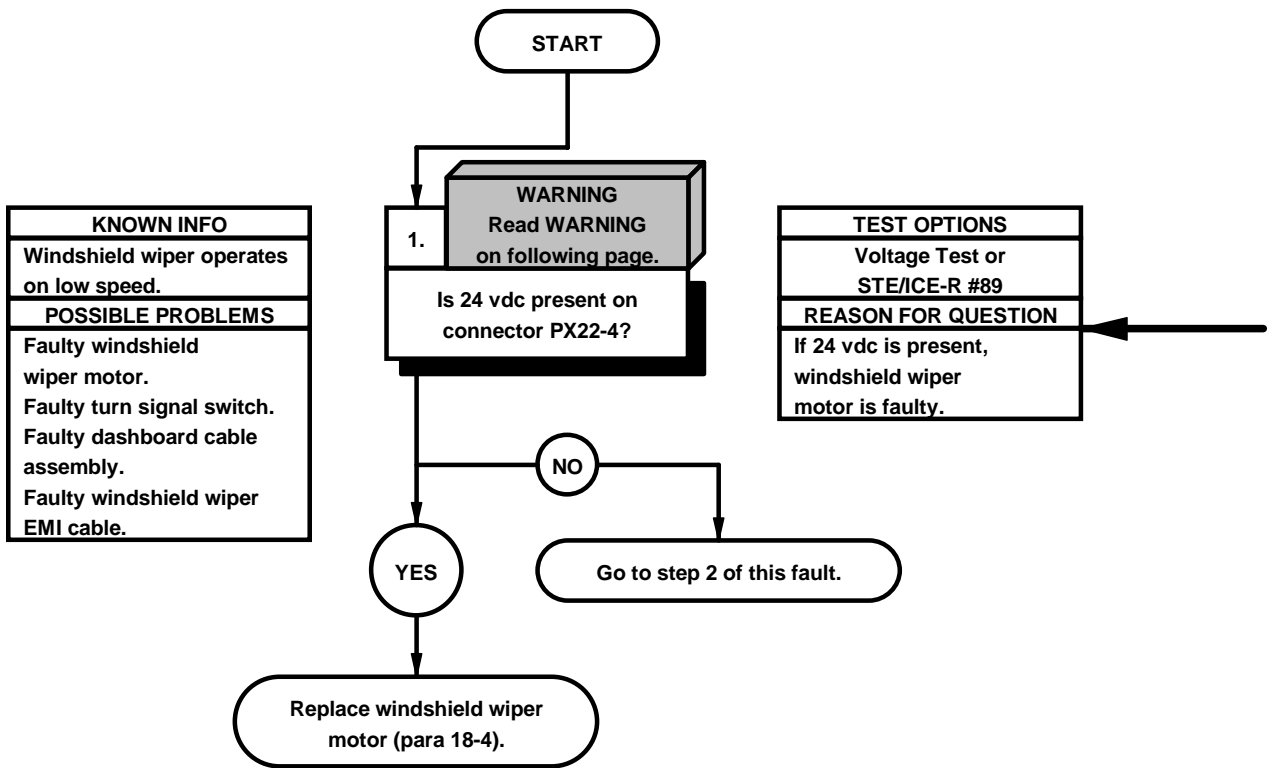 START
KNOWN INFO
Windshield wiper operates
on low speed.
POSSIBLE PROBLEMS
Faulty windshield
wiper motor.
Faulty turn signal switch.
Faulty dashboard cable
assembly.
Faulty windshield wiper
EMI cable.
1.
WARNING
Read WARNING
on following page.
Is 24 vdc present on
connector PX22-4?
TEST OPTIONS
Voltage Test or
STE/ICE-R #89
REASON FOR QUESTION
If 24 vdc is present,
windshield wiper
motor is faulty.
NO
YES
Go to step 2 of this fault.
Replace windshield wiper
motor (para 18-4).